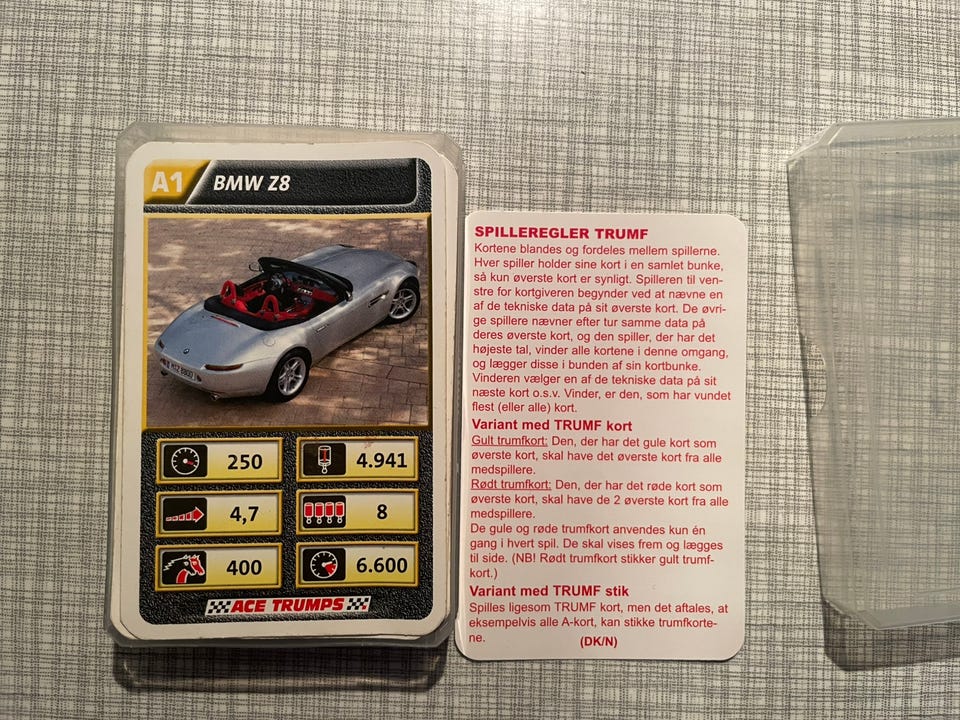 A1 BMW Z8
250
4.941
4,7
8
400
6.600
ACE TRUMPS
SPILLEREGLER TRUMF
Kortene blandes og fordeles mellem spillerne.
Hver spiller holder sine kort i en samlet bunke,
så kun øverste kort er synligt. Spilleren til ven-
stre for kortgiveren begynder ved at nævne en
af de tekniske data på sit øverste kort. De øvri-
ge spillere nævner efter tur samme data på
deres øverste kort, og den spiller, der har det
højeste tal, vinder alle kortene i denne omgang,
og lægger disse i bunden af sin kortbunke.
Vinderen vælger en af de tekniske data på sit
næste kort o.s.v. Vinder, er den, som har vundet
flest (eller alle) kort.
Variant med TRUMF kort
Gult trumfkort: Den, der har det gule kort som
øverste kort, skal have det øverste kort fra alle
medspillere.
Rødt trumfkort: Den, der har det røde kort som
øverste kort, skal have de 2 øverste kort fra alle
medspillere.
De gule og røde trumfkort anvendes kun én
gang i hvert spil. De skal vises frem og lægges
til side. (NB! Rødt trumfkort stikker gult trumf-
kort.)
Variant med TRUMF stik
Spilles ligesom TRUMF kort, men det aftales, at
eksempelvis alle A-kort, kan stikke trumfkorte-
ne. (DK/N)